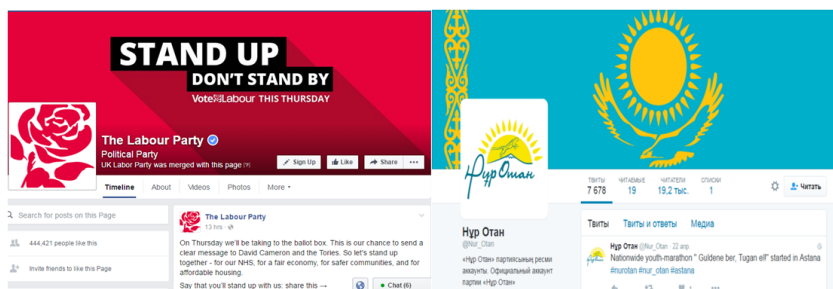 STAND UP
DON'T STAND BY
Vote Labour THIS THURSDAY
The Labour Party
Political Party
UK Labor Party was merged with this page [?]
Sign Up
Like
Share
Timeline
About
Videos
Photos
More
Search for posts on this Page
444,421 people like this
Invite friends to like this Page
The Labour Party
13 hrs ·
On Thursday we'll be taking to the ballot box. This is our chance to send a
clear message to David Cameron and the Tories. So let's stand up
together - for our NHS, for a fair economy, for safer communities, and for
affordable housing.
Say that you'll stand up with us: share this →
Chat (6)
Нұр Отан
ТВИТЫ
7 678
ЧИТАЕМЫЕ
19
ЧИТАТЕЛИ
19,2 тыс.
СПИСКИ
1
Читать
Нұр Отан
@Nur_Otan
«Нұр Отан» партиясының ресми
аккаунты. Официальный аккаунт
партии «Нұр Отан»
Твиты
Твиты и ответы
Медиа
Нұр Отан @Nur_Otan · 22 апр.
Nationwide youth-marathon " Guldene ber, Tugan elf" started in Astana
#nurotan #nur_otan #astana